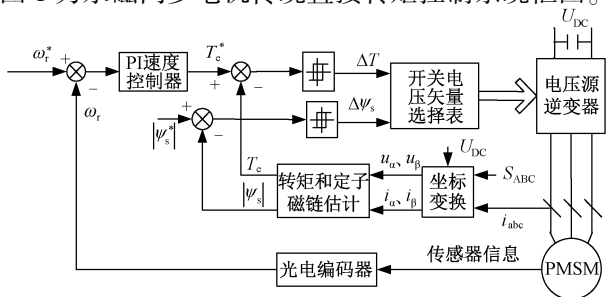 图 3 为永磁同步电机传统直接转矩控制系统框图。
U_DC
ω_r^* + − PI速度控制器 T_e^* + − ΔT 开关电压矢量选择表 电压源逆变器
ω_r
|ψ_s^*| + − Δψ_s
U_DC
T_e 转矩和定子磁链估计 u_α、u_β 坐标变换 S_ABC
|ψ_s| i_α、i_β i_abc
传感器信息
光电编码器 PMSM